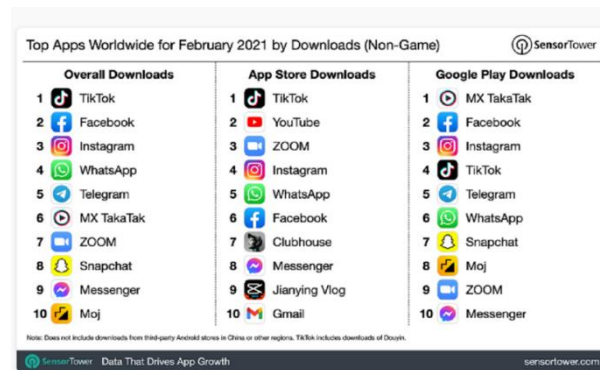 Top Apps Worldwide for February 2021 by Downloads (Non-Game)
SensorTower
Overall Downloads
1 TikTok
2 Facebook
3 Instagram
4 WhatsApp
5 Telegram
6 MX TakaTak
7 ZOOM
8 Snapchat
9 Messenger
10 Moj
App Store Downloads
1 TikTok
2 YouTube
3 ZOOM
4 Instagram
5 WhatsApp
6 Facebook
7 Clubhouse
8 Messenger
9 Jianying Vlog
10 Gmail
Google Play Downloads
1 MX TakaTak
2 Facebook
3 Instagram
4 TikTok
5 Telegram
6 WhatsApp
7 Snapchat
8 Moj
9 ZOOM
10 Messenger
Note: Does not include downloads from third-party Android stores in China or other regions. TikTok includes downloads of Douyin.
SensorTower Data That Drives App Growth
sensortower.com